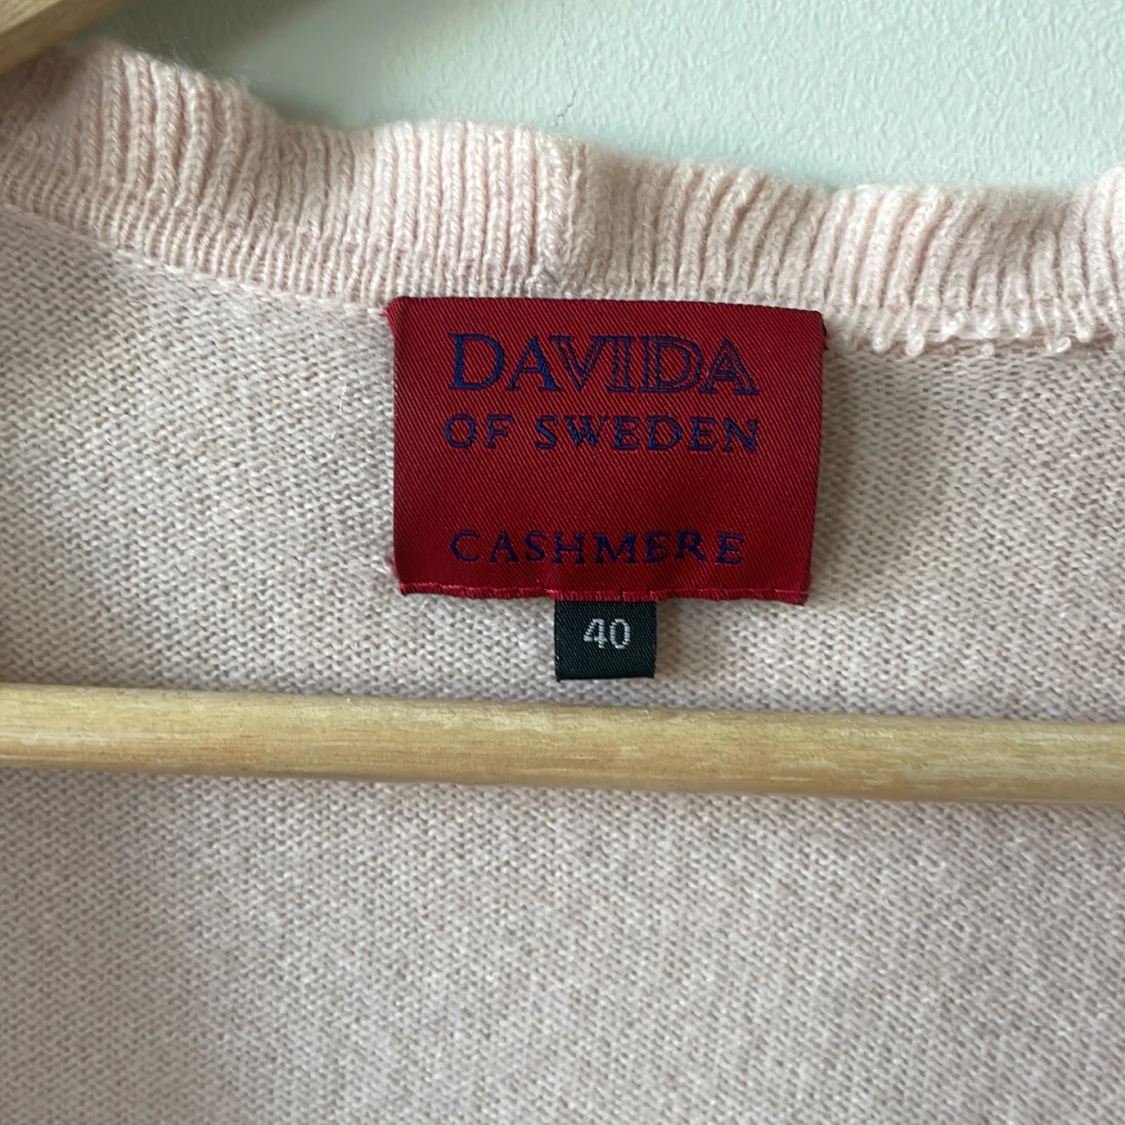 DAVIDA
OF SWEDEN
CASHMERE
40